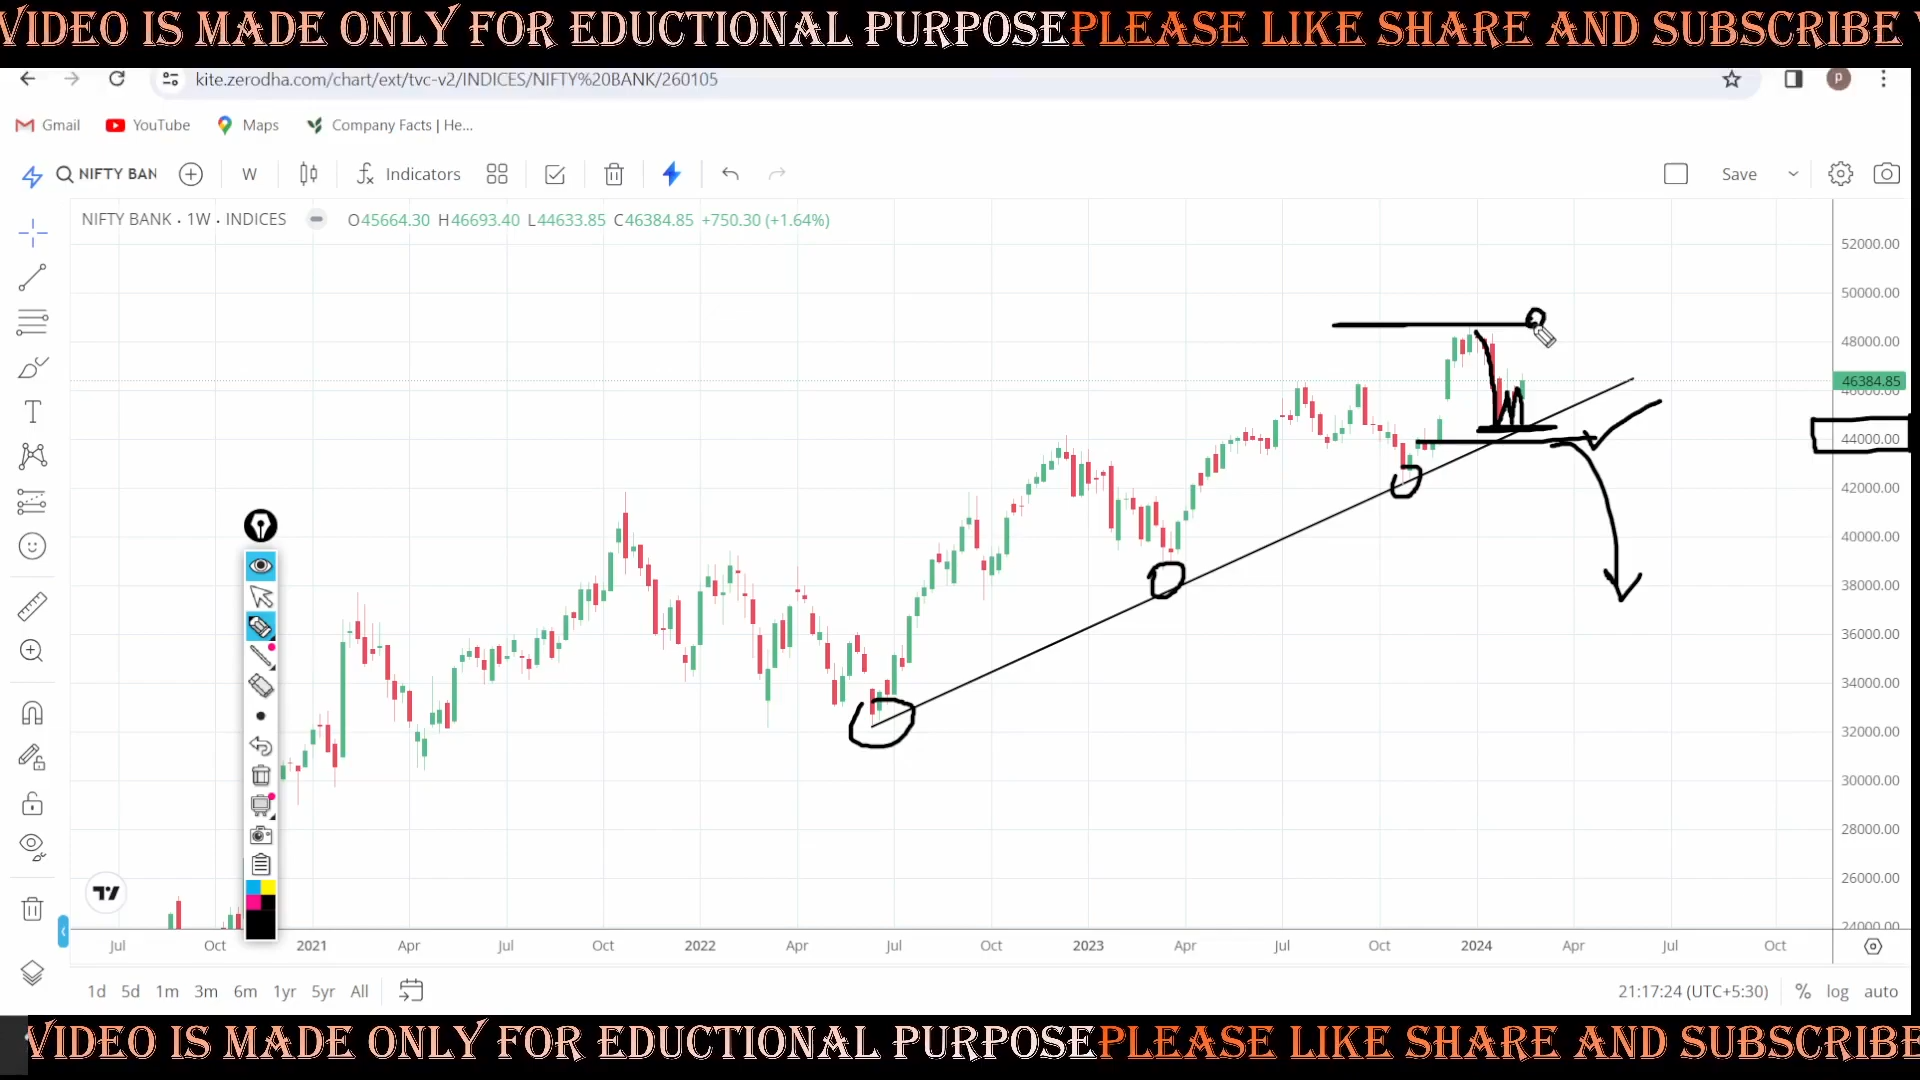 VIDEO IS MADE ONLY FOR EDUCTIONAL PURPOSEPLEASE LIKE SHARE AND SUBSCRIBE
kite.zerodha.com/chart/ext/tvc-v2/INDICES/NIFTY%20BANK/260105
P
Gmail YouTube Maps Company Facts | He...
NIFTY BAN W Indicators Save
NIFTY BANK · 1W · INDICES O45664.30 H46693.40 L44633.85 C46384.85 +750.30 (+1.64%)
52000.00
50000.00
48000.00
46384.85
46000.00
44000.00
42000.00
40000.00
38000.00
36000.00
34000.00
32000.00
30000.00
28000.00
26000.00
24000.00
Jul Oct 2021 Apr Jul Oct 2022 Apr Jul Oct 2023 Apr Jul Oct 2024 Apr Jul Oct
1d 5d 1m 3m 6m 1yr 5yr All 21:17:24 (UTC+5:30) % log auto
VIDEO IS MADE ONLY FOR EDUCTIONAL PURPOSEPLEASE LIKE SHARE AND SUBSCRIBE